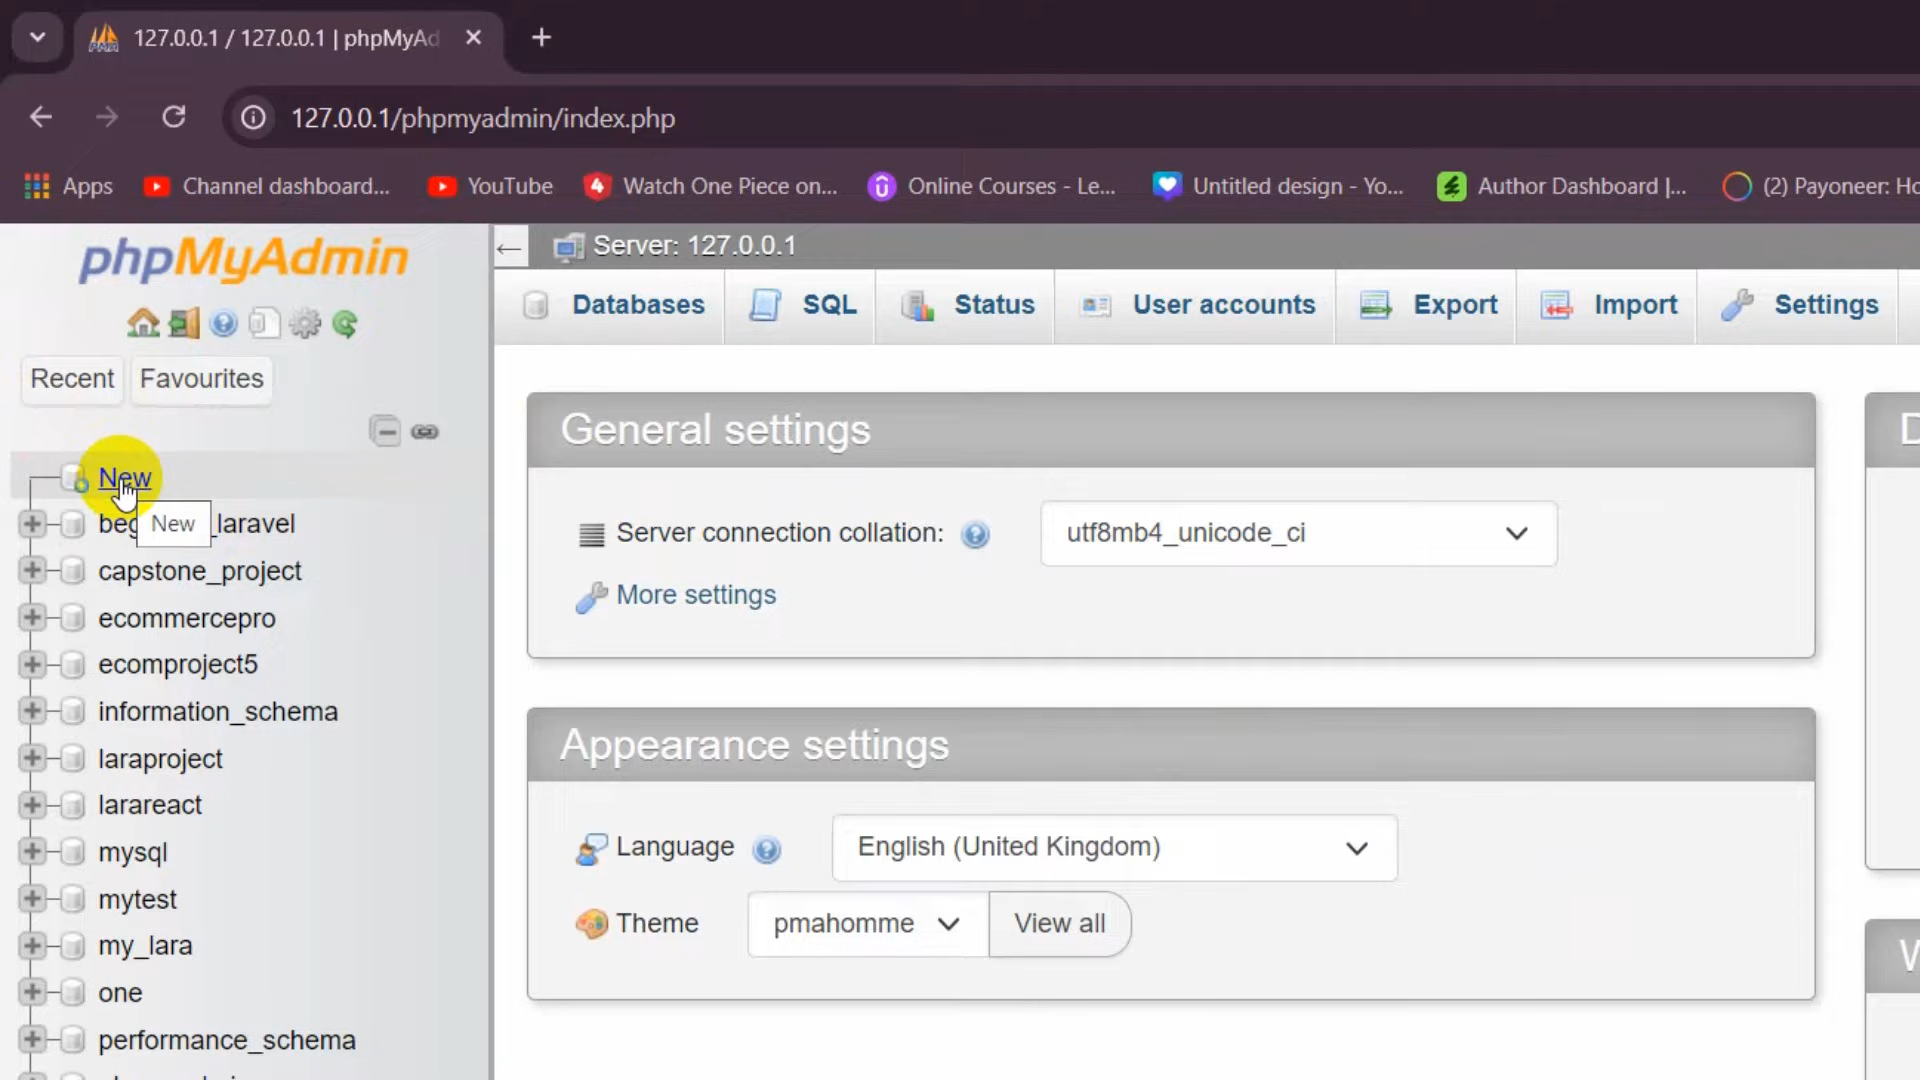 127.0.0.1 / 127.0.0.1 | phpMyAd
127.0.0.1/phpmyadmin/index.php
Apps
Channel dashboard...
YouTube
Watch One Piece on...
Online Courses - Le...
Untitled design - Yo...
Author Dashboard |...
(2) Payoneer: Ho
phpMyAdmin
Recent
Favourites
New
New
laravel
capstone_project
ecommercepro
ecomproject5
information_schema
laraproject
larareact
mysql
mytest
my_lara
one
performance_schema
Server: 127.0.0.1
Databases
SQL
Status
User accounts
Export
Import
Settings
General settings
Server connection collation:
utf8mb4_unicode_ci
More settings
Appearance settings
Language
English (United Kingdom)
Theme
pmahomme
View all